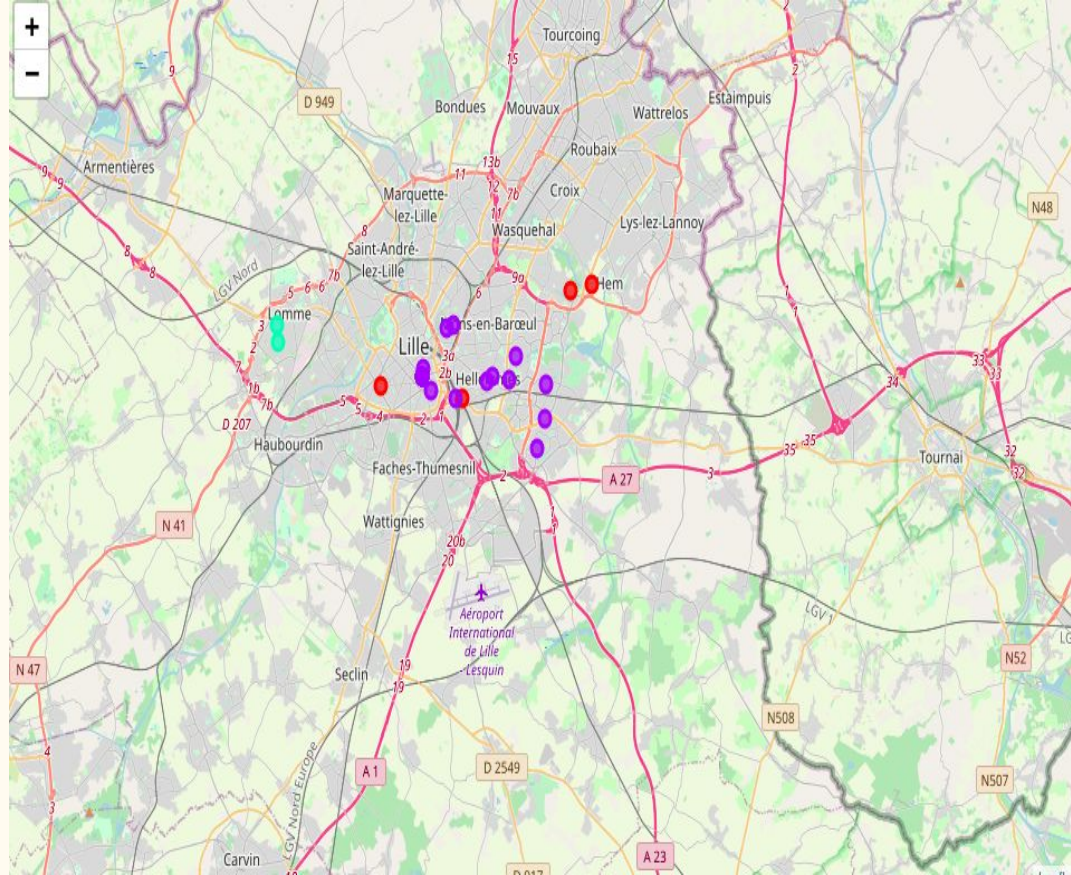 +
−
Tourcoing
15
2
2
9
D 949
Bondues
Mouvaux
Wattrelos
Estaimpuis
Armentières
Roubaix
13b
9
9
11
12
7b
Croix
11
Marquette-
lez-Lille
Lys-lez-Lannoy
N48
8
8
8
Saint-André-
lez-Lille
Wasquehal
LGV Nord
7b
5
6
6
6
9a
Hem
1
1
3
Lomme
2
Lille
3a
2b
33
33
34
7
1b
7b
5
5
4
2
1
D 207
Haubourdin
35
35
3
32
32
Tournai
Faches-Thumesnil
2
A 27
N 41
Wattignies
1
1
20b
20
Aéroport
International
de Lille
-Lesquin
LGV 1
N 47
19
19
Seclin
N52
N508
4
3
LGV Nord Europe
A 1
D 2549
N507
Carvin
A 23
D 917